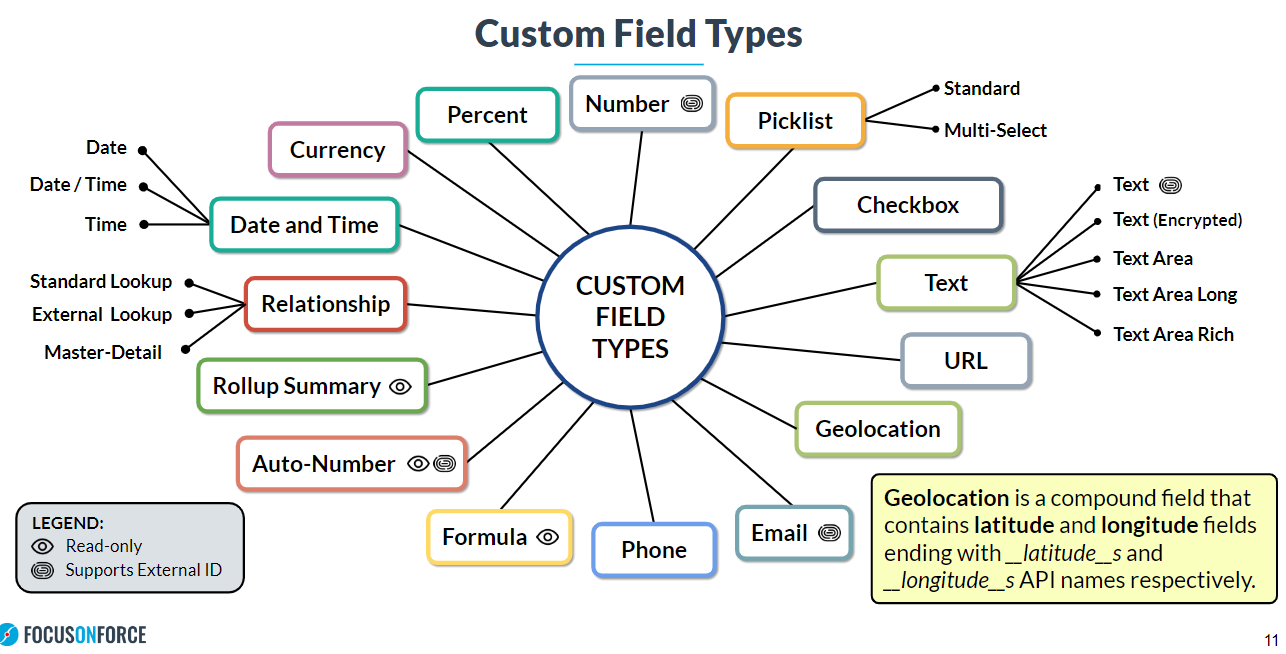 Custom Field Types
Percent
Number
Picklist
Standard
Multi-Select
Currency
Checkbox
Date
Date / Time
Time
Date and Time
Text
Text
Text (Encrypted)
Text Area
Text Area Long
Text Area Rich
CUSTOM
FIELD
TYPES
Standard Lookup
External Lookup
Master-Detail
Relationship
URL
Rollup Summary
Geolocation
Auto-Number
Formula
Phone
Email
LEGEND:
Read-only
Supports External ID
Geolocation is a compound field that
contains latitude and longitude fields
ending with __latitude__s and
__longitude__s API names respectively.
FOCUSONFORCE
11